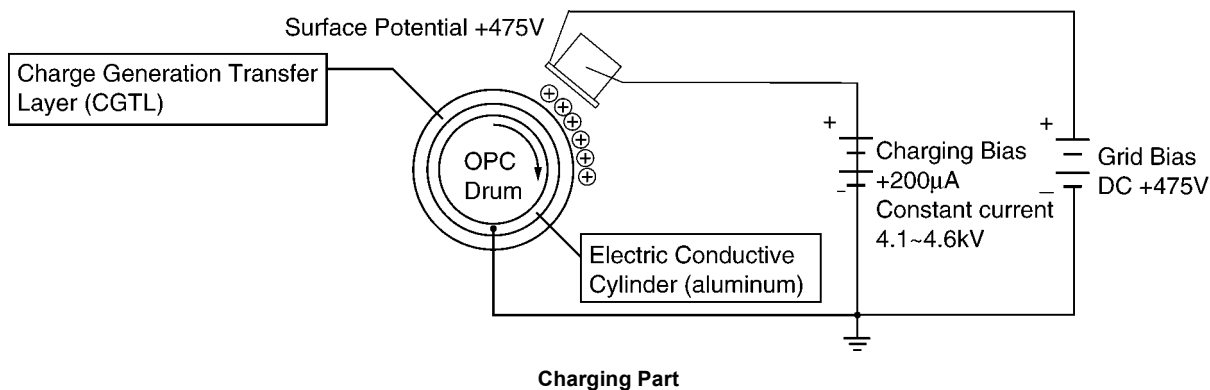 Surface Potential +475V
Charge Generation Transfer
Layer (CGTL)
OPC
Drum
+
Charging Bias
+200µA
Constant current
4.1~4.6kV
-
+
Grid Bias
DC +475V
−
Electric Conductive
Cylinder (aluminum)
Charging Part